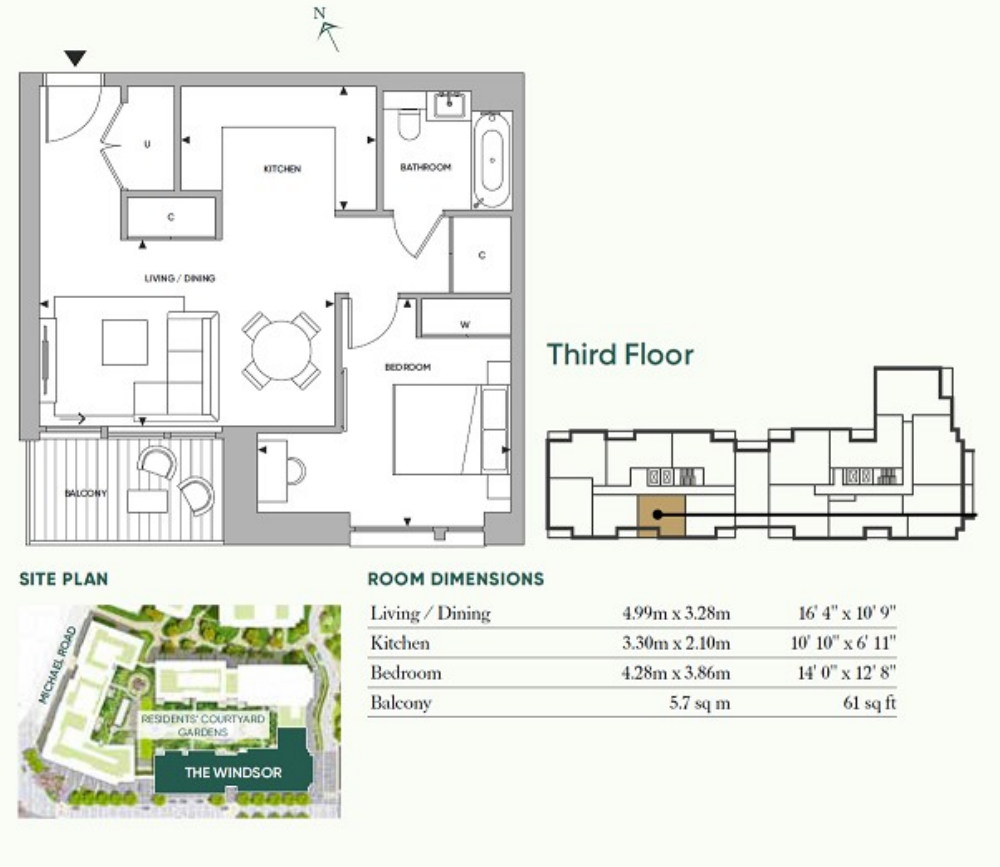 N
U
KITCHEN
BATHROOM
C
C
LIVING / DINING
W
BEDROOM
BALCONY
Third Floor
SITE PLAN
MICHAEL ROAD
RESIDENTS' COURTYARD
GARDENS
THE WINDSOR
ROOM DIMENSIONS
Living / Dining 4.99m x 3.28m 16' 4" x 10' 9"
Kitchen 3.30m x 2.10m 10' 10" x 6' 11"
Bedroom 4.28m x 3.86m 14' 0" x 12' 8"
Balcony 5.7 sq m 61 sq ft